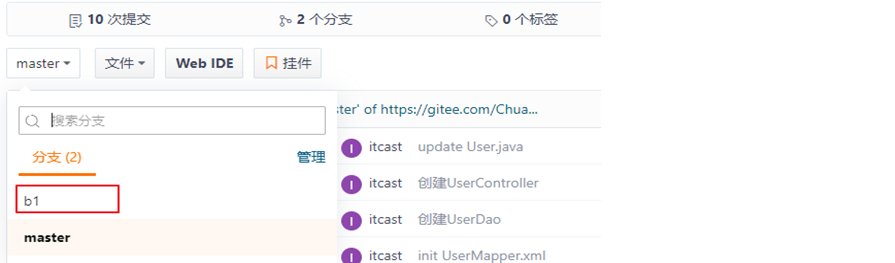 10 次提交 2 个分支 0 个标签
master 文件 Web IDE 挂件
搜索分支
ster' of https://gitee.com/Chua...
分支 (2) 管理
I itcast update User.java
b1
I itcast 创建UserController
I itcast 创建UserDao
master
I itcast init UserMapper.xml